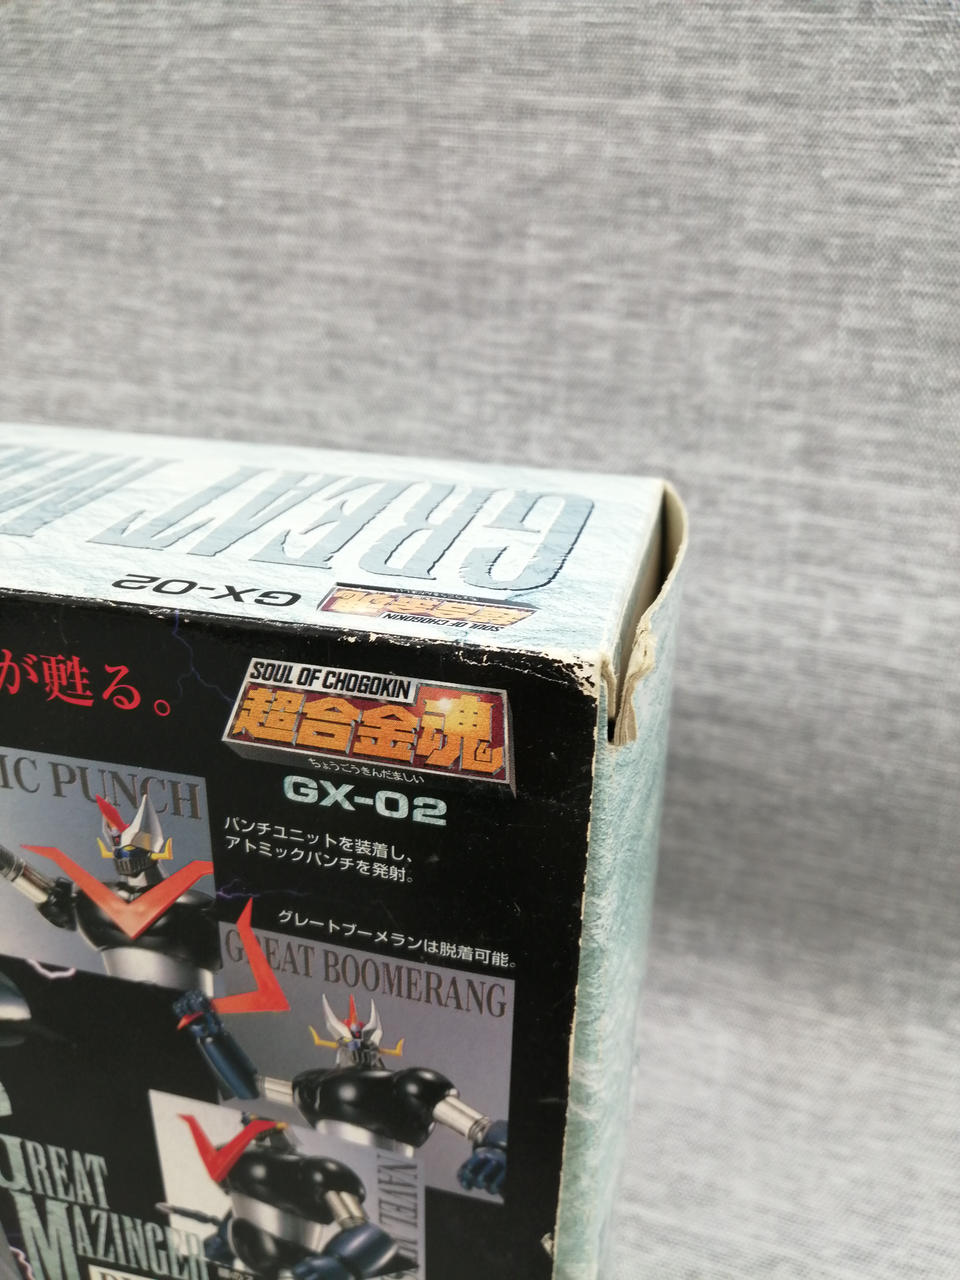 GREAT
GX-02
SOUL OF CHOGOKIN
超合金魂
が甦る。
SOUL OF CHOGOKIN
超合金魂
ちょうごうきんだましい
GX-02
IC PUNCH
パンチユニットを装着し、
アトミックパンチを発射。
グレートブーメランは脱着可能。
GREAT BOOMERANG
NAVEL
GREAT
MAZINGER